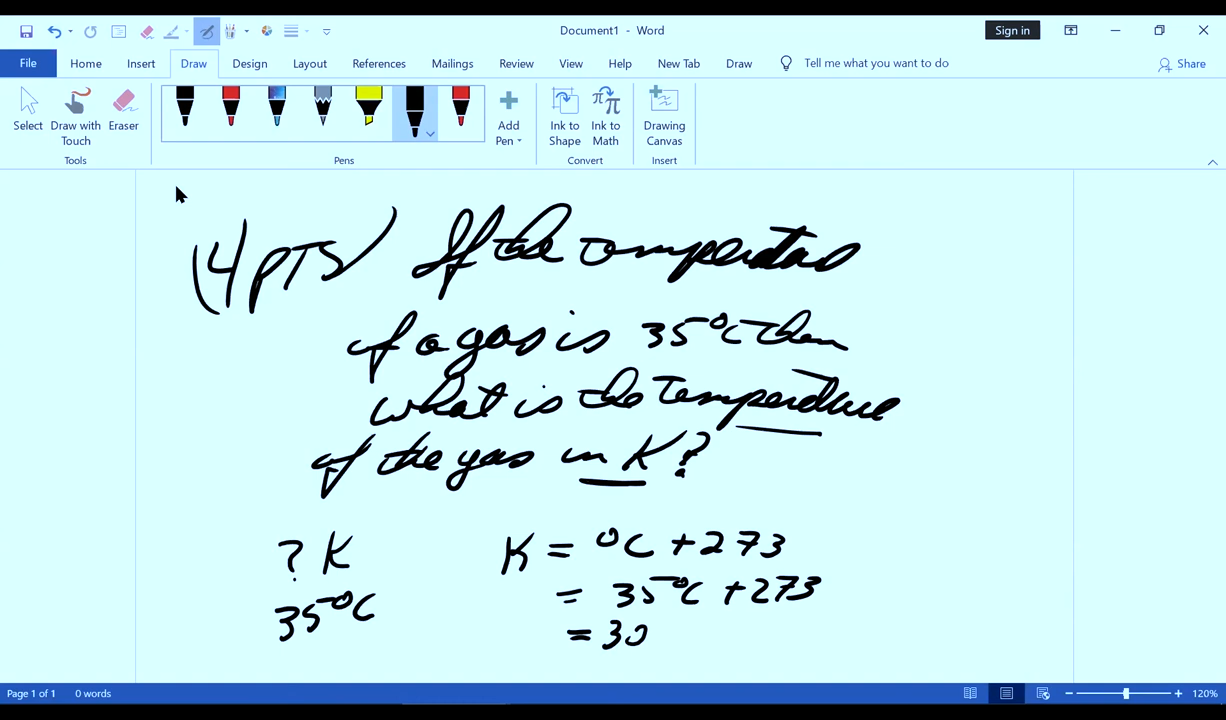 Document1 - Word
Sign in
File Home Insert Draw Design Layout References Mailings Review View Help New Tab Draw Tell me what you want to do Share
Select Draw with Touch Eraser
Add Pen
Ink to Shape
Ink to Math
Drawing Canvas
Tools Pens Convert Insert
(4 PTS) If the temperature
of a gas is 35°C then
what is the temperature
of the gas in K?
? K K = °C + 273
35°C = 35°C + 273
= 30
Page 1 of 1 0 words 120%